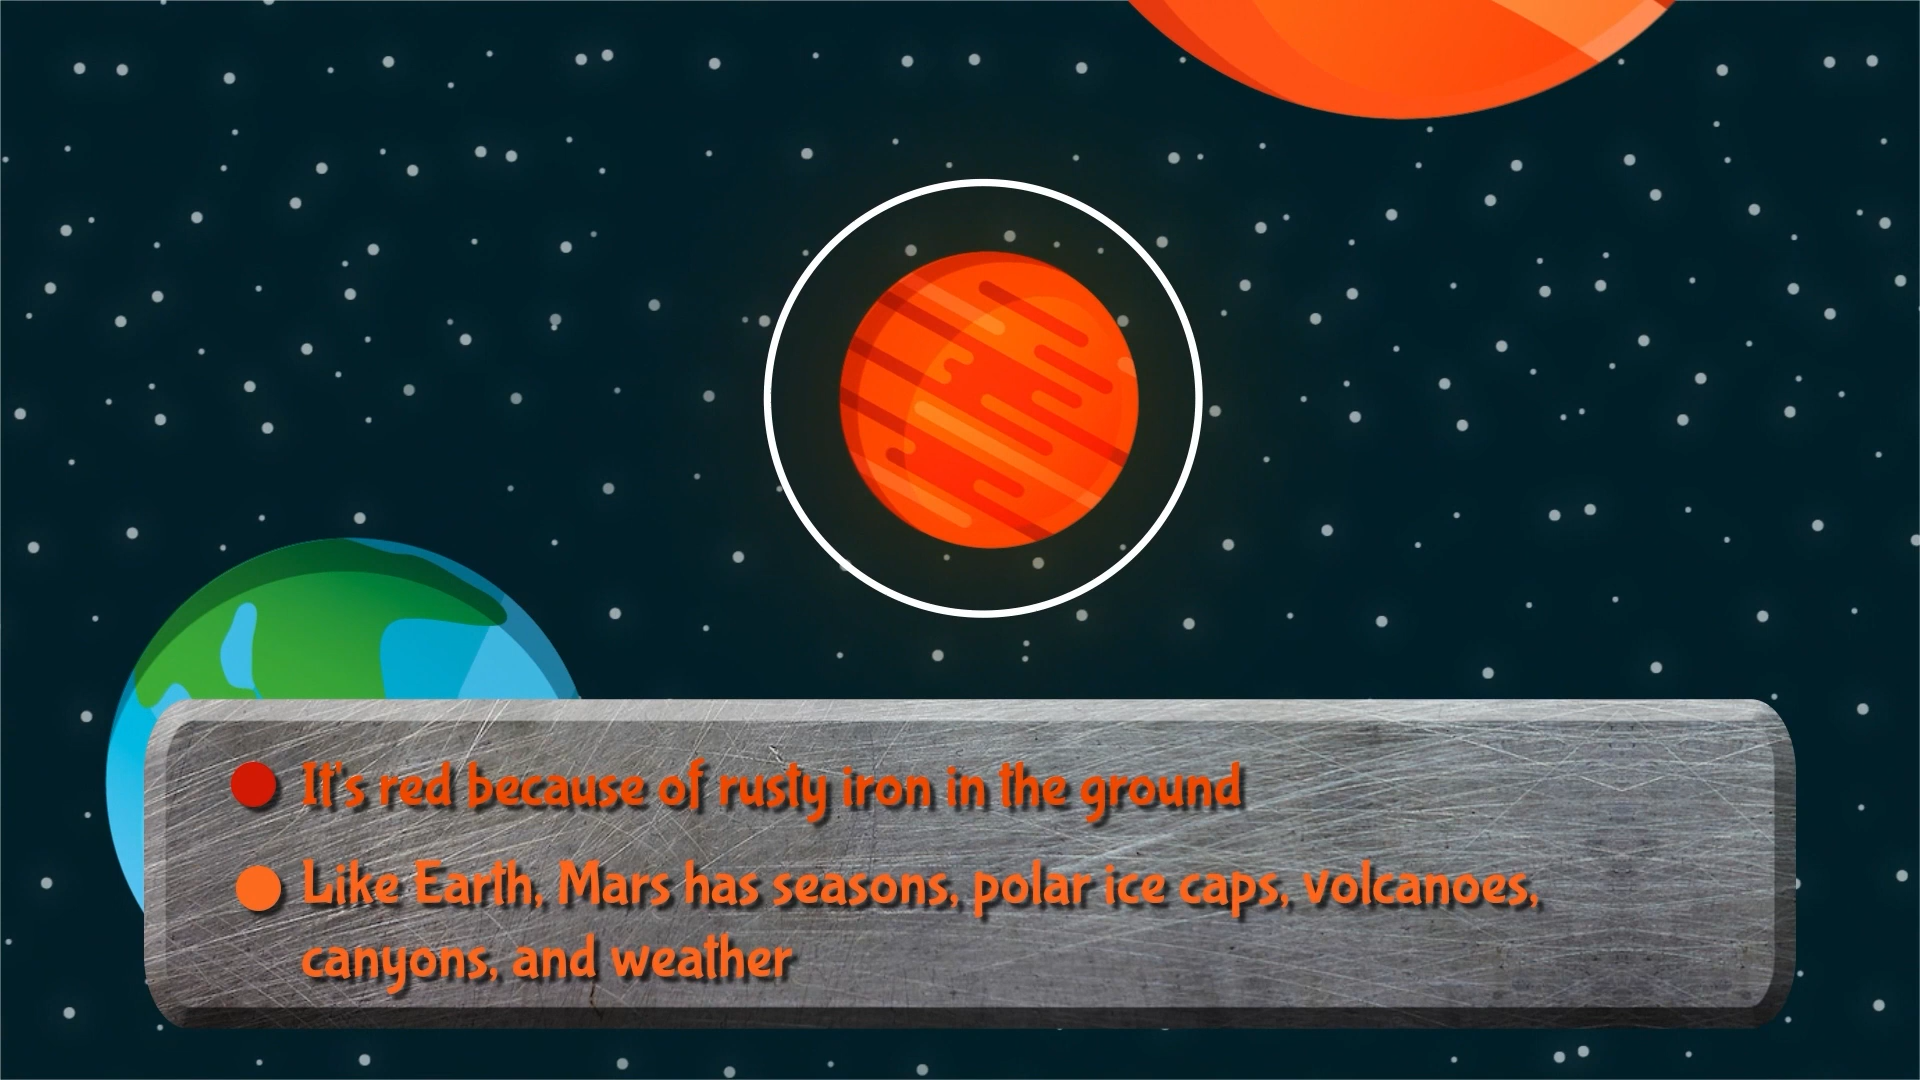 It's red because of rusty iron in the ground
Like Earth, Mars has seasons, polar ice caps, volcanoes,
canyons, and weather